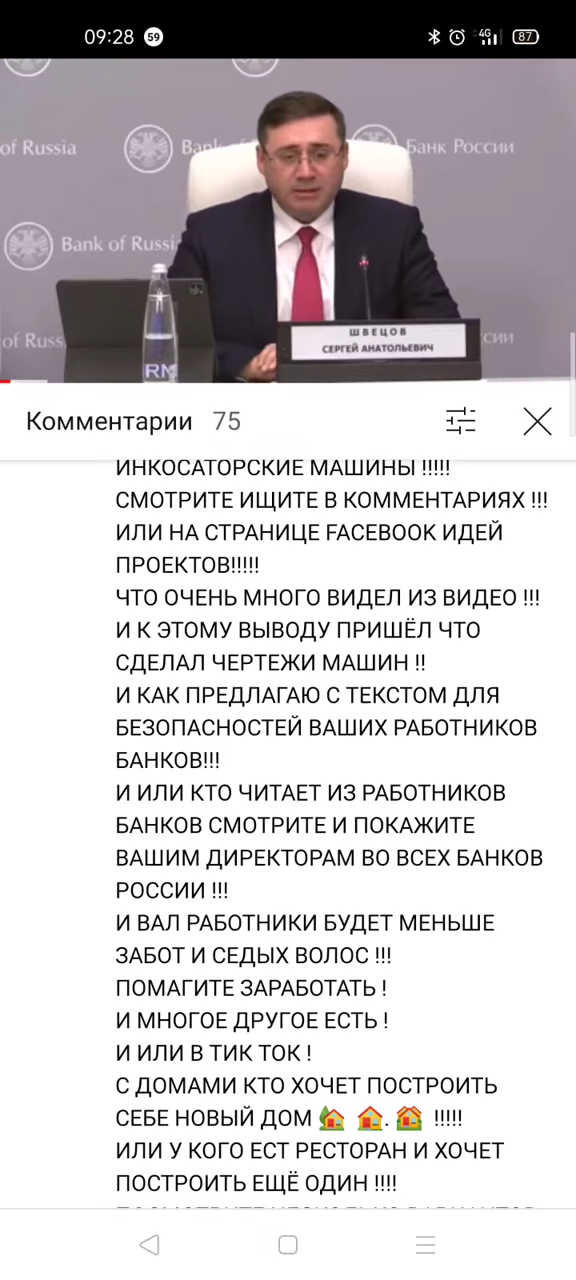 09:28 59 4G 87
of Russia
Bank of
Банк России
Bank of Russi
of Russ
ШВЕЦОВ
СЕРГЕЙ АНАТОЛЬЕВИЧ
СИИ
RM
Комментарии 75
ИНКОСАТОРСКИЕ МАШИНЫ !!!!!
СМОТРИТЕ ИЩИТЕ В КОММЕНТАРИЯХ !!!
ИЛИ НА СТРАНИЦЕ FACEBOOK ИДЕЙ
ПРОЕКТОВ!!!!!
ЧТО ОЧЕНЬ МНОГО ВИДЕЛ ИЗ ВИДЕО !!!
И К ЭТОМУ ВЫВОДУ ПРИШЁЛ ЧТО
СДЕЛАЛ ЧЕРТЕЖИ МАШИН !!
И КАК ПРЕДЛАГАЮ С ТЕКСТОМ ДЛЯ
БЕЗОПАСНОСТЕЙ ВАШИХ РАБОТНИКОВ
БАНКОВ!!!
И ИЛИ КТО ЧИТАЕТ ИЗ РАБОТНИКОВ
БАНКОВ СМОТРИТЕ И ПОКАЖИТЕ
ВАШИМ ДИРЕКТОРАМ ВО ВСЕХ БАНКОВ
РОССИИ !!!
И ВАЛ РАБОТНИКИ БУДЕТ МЕНЬШЕ
ЗАБОТ И СЕДЫХ ВОЛОС !!!
ПОМАГИТЕ ЗАРАБОТАТЬ !
И МНОГОЕ ДРУГОЕ ЕСТЬ !
И ИЛИ В ТИК ТОК !
С ДОМАМИ КТО ХОЧЕТ ПОСТРОИТЬ
СЕБЕ НОВЫЙ ДОМ 🏡 🏠. 🏘 !!!!!
ИЛИ У КОГО ЕСТ РЕСТОРАН И ХОЧЕТ
ПОСТРОИТЬ ЕЩЁ ОДИН !!!!